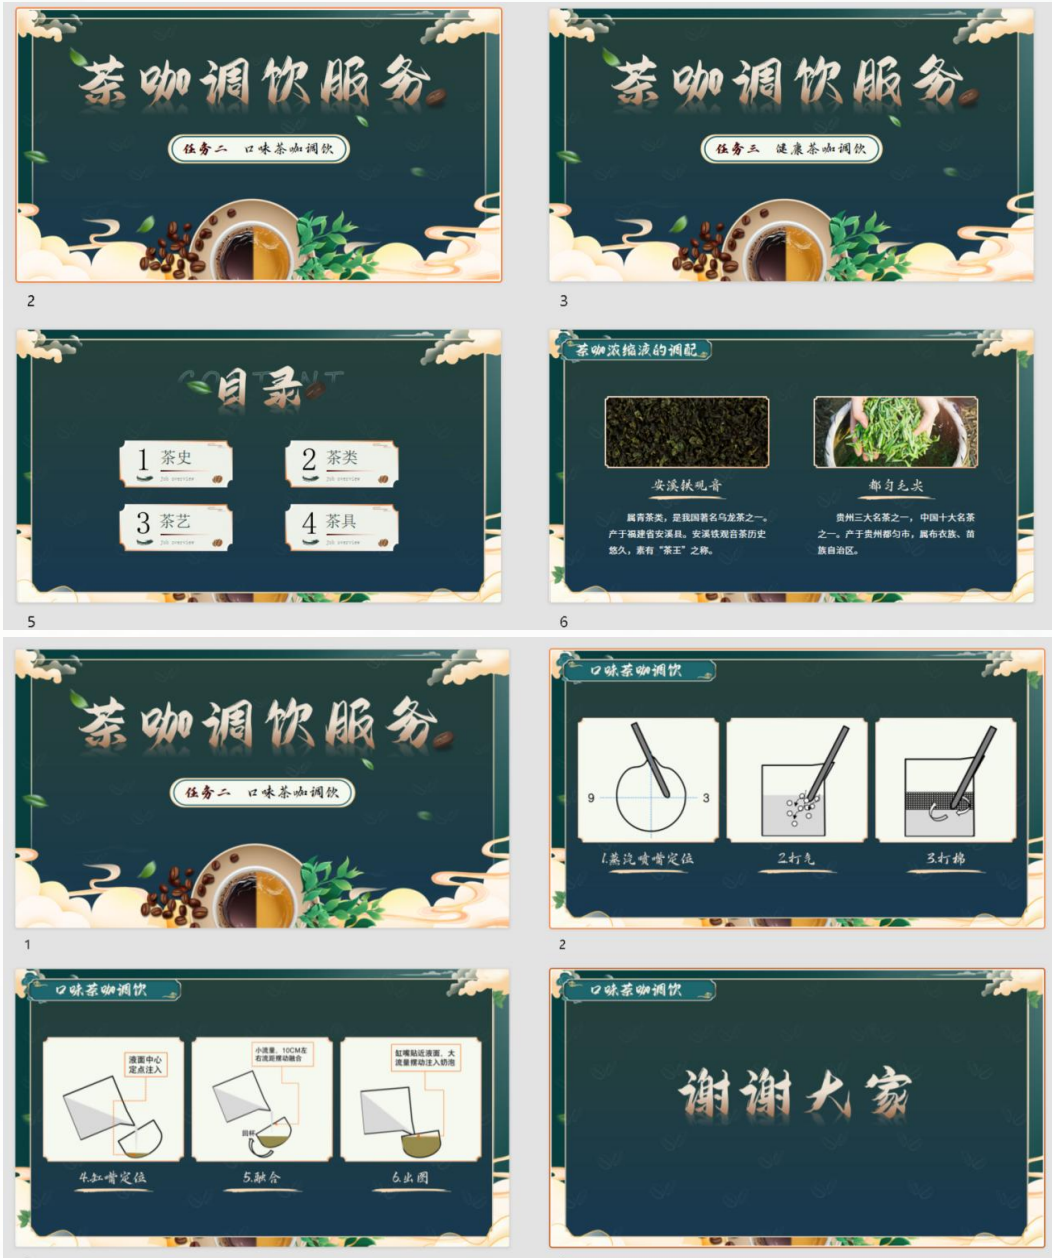 茶咖调饮服务
任务二 口味茶咖调饮
2
茶咖调饮服务
任务三 健康茶咖调饮
3
CONTENT
目录
1 茶史
Job overview
2 茶类
Job overview
3 茶艺
Job overview
4 茶具
Job overview
5
茶咖浓缩液的调配
安溪铁观音
属青茶类，是我国著名乌龙茶之一。
产于福建省安溪县。安溪铁观音茶历史
悠久，素有“茶王”之称。
都匀毛尖
贵州三大名茶之一，中国十大名茶
之一。产于贵州都匀市，属布衣族、苗
族自治区。
6
茶咖调饮服务
任务二 口味茶咖调饮
1
口味茶咖调饮
9
3
1.蒸汽喷嘴定位
2.打气
3.打棉
2
口味茶咖调饮
液面中心
定点注入
4.缸嘴定位
小流量，10CM左
右流距摆动融合
回杯
5.融合
缸嘴贴近液面，大
流量摆动注入奶泡
6.出图
口味茶咖调饮
谢谢大家